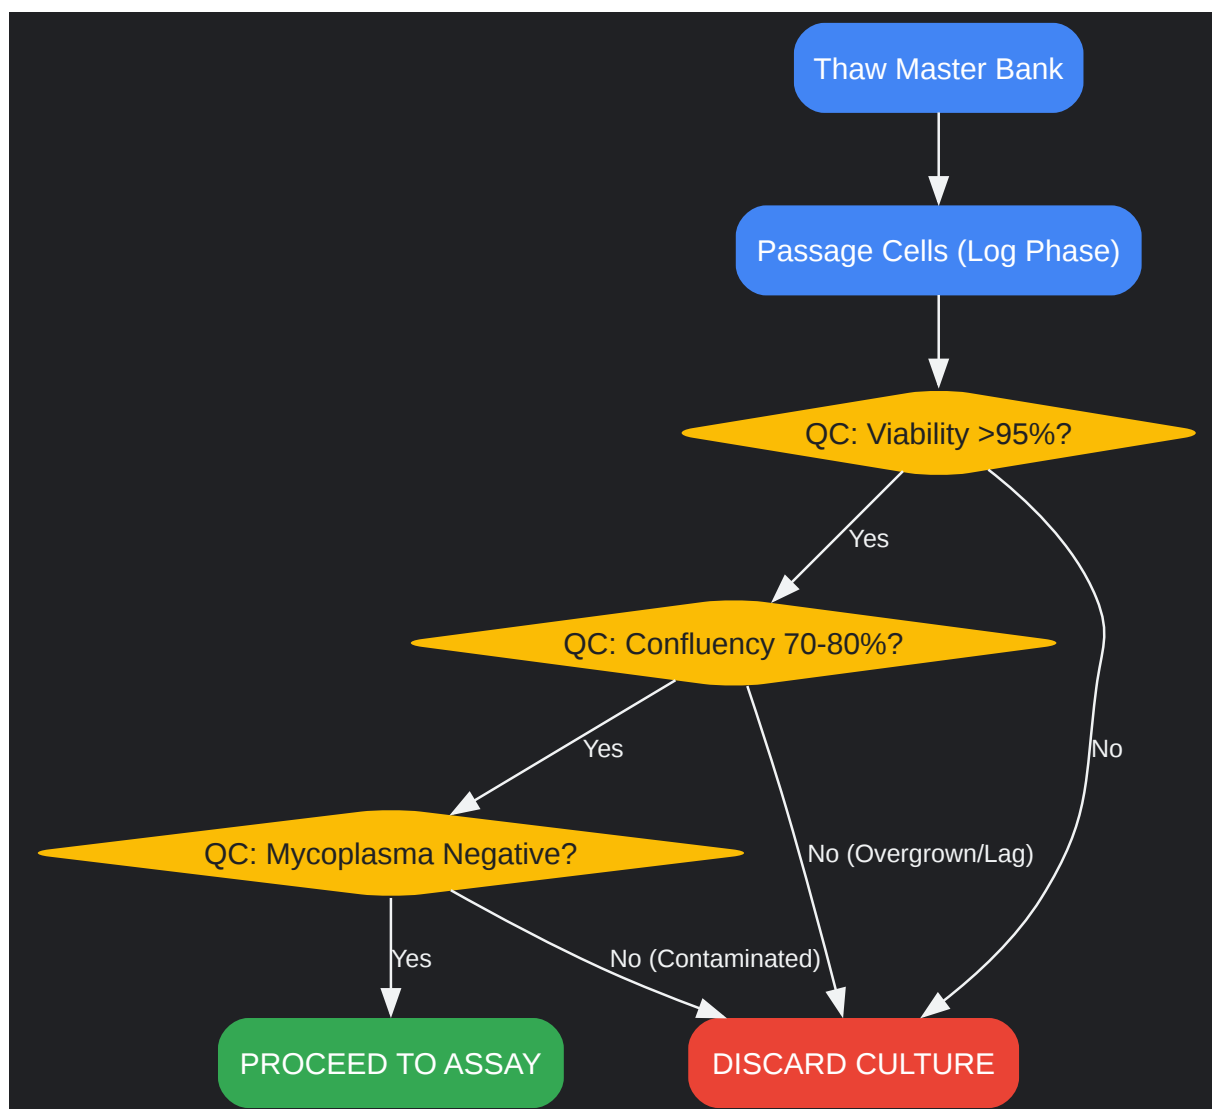 Thaw Master Bank
Passage Cells (Log Phase)
QC: Viability >95%?
Yes
QC: Confluency 70-80%?
Yes
No
QC: Mycoplasma Negative?
No (Overgrown/Lag)
Yes
No (Contaminated)
PROCEED TO ASSAY
DISCARD CULTURE